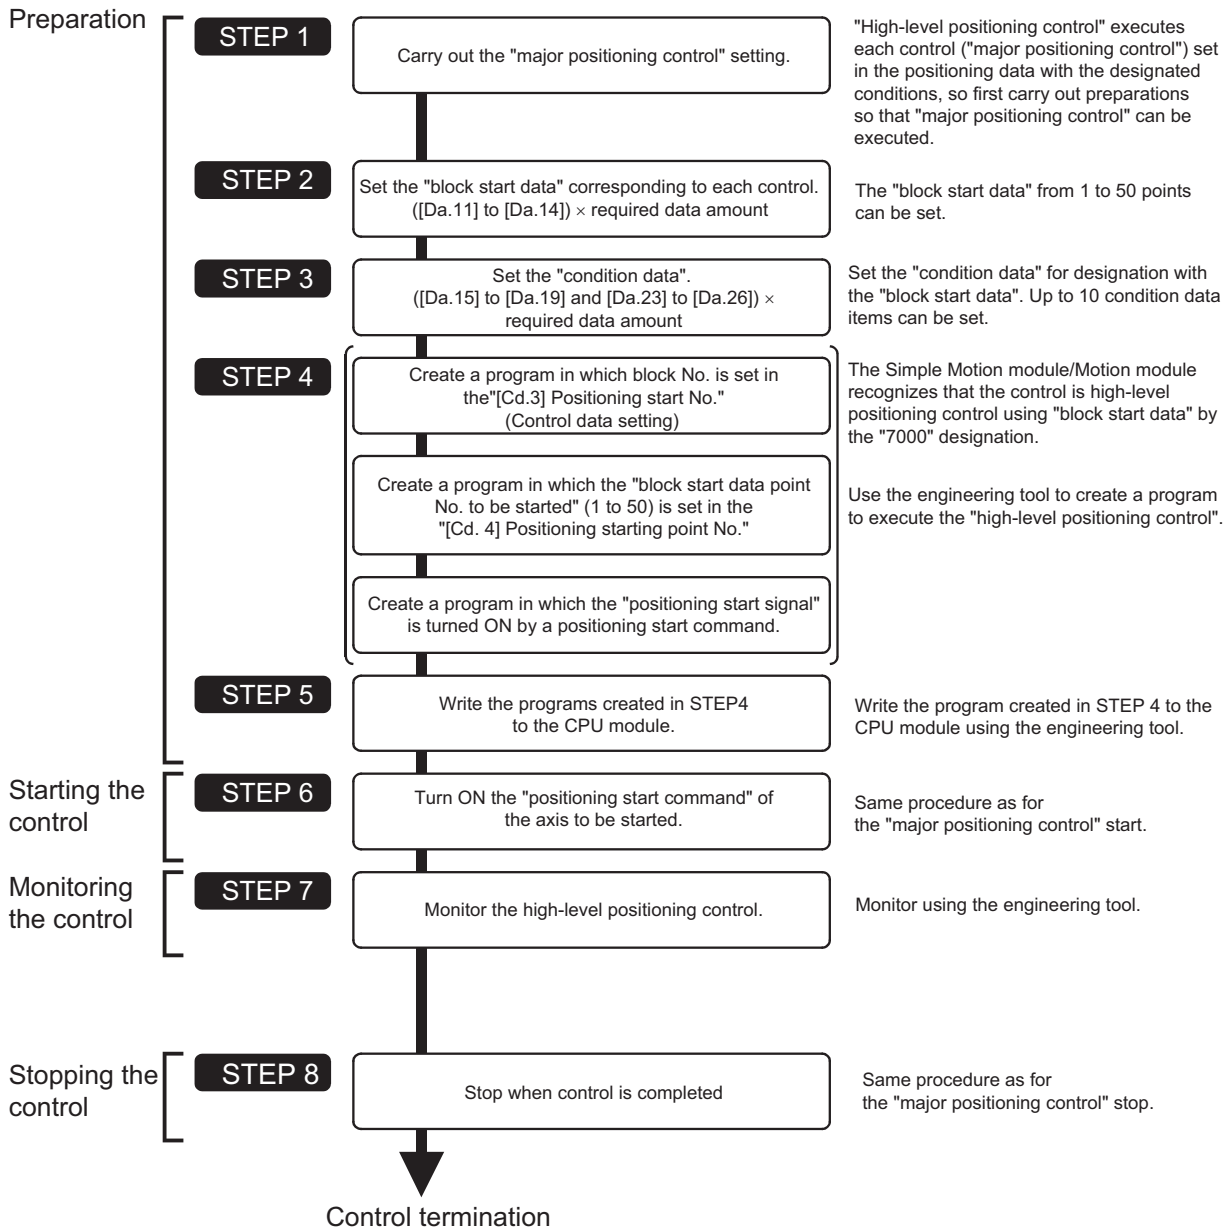 Preparation
STEP 1
Carry out the "major positioning control" setting.
"High-level positioning control" executes
each control ("major positioning control") set
in the positioning data with the designated
conditions, so first carry out preparations
so that "major positioning control" can be
executed.
STEP 2
Set the "block start data" corresponding to each control.
([Da.11] to [Da.14]) × required data amount
The "block start data" from 1 to 50 points
can be set.
STEP 3
Set the "condition data".
([Da.15] to [Da.19] and [Da.23] to [Da.26]) ×
required data amount
Set the "condition data" for designation with
the "block start data". Up to 10 condition data
items can be set.
STEP 4
Create a program in which block No. is set in
the"[Cd.3] Positioning start No."
(Control data setting)
The Simple Motion module/Motion module
recognizes that the control is high-level
positioning control using "block start data" by
the "7000" designation.
Create a program in which the "block start data point
No. to be started" (1 to 50) is set in the
"[Cd. 4] Positioning starting point No."
Use the engineering tool to create a program
to execute the "high-level positioning control".
Create a program in which the "positioning start signal"
is turned ON by a positioning start command.
STEP 5
Write the programs created in STEP4
to the CPU module.
Write the program created in STEP 4 to the
CPU module using the engineering tool.
Starting the
control
STEP 6
Turn ON the "positioning start command" of
the axis to be started.
Same procedure as for
the "major positioning control" start.
Monitoring
the control
STEP 7
Monitor the high-level positioning control.
Monitor using the engineering tool.
Stopping the
control
STEP 8
Stop when control is completed
Same procedure as for
the "major positioning control" stop.
Control termination